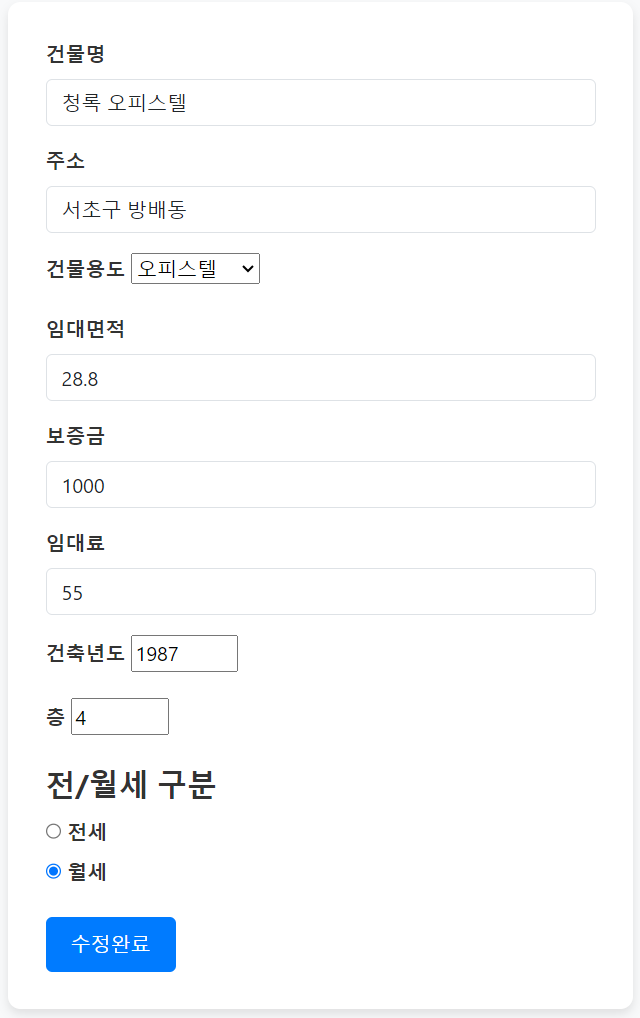 건물명
청록 오피스텔
주소
서초구 방배동
건물용도 오피스텔
임대면적
28.8
보증금
1000
임대료
55
건축년도 1987
층 4
전/월세 구분
전세
월세
수정완료